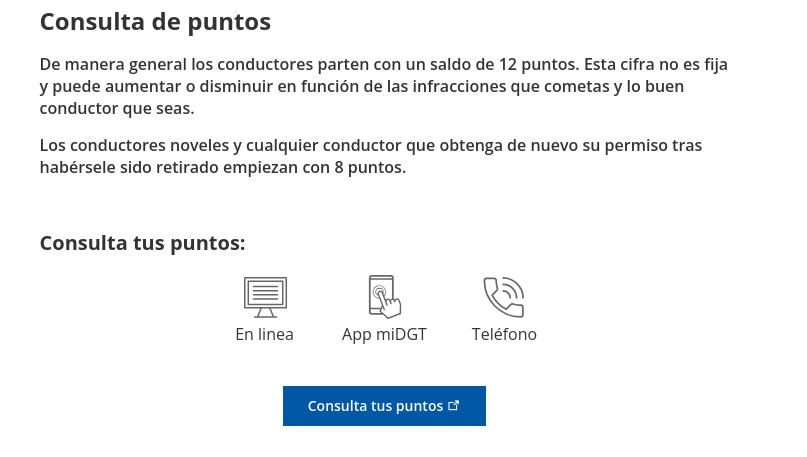 Consulta de puntos
De manera general los conductores parten con un saldo de 12 puntos. Esta cifra no es fija
y puede aumentar o disminuir en función de las infracciones que cometas y lo buen
conductor que seas.
Los conductores noveles y cualquier conductor que obtenga de nuevo su permiso tras
habérsele sido retirado empiezan con 8 puntos.
Consulta tus puntos:
En linea
App miDGT
Teléfono
Consulta tus puntos